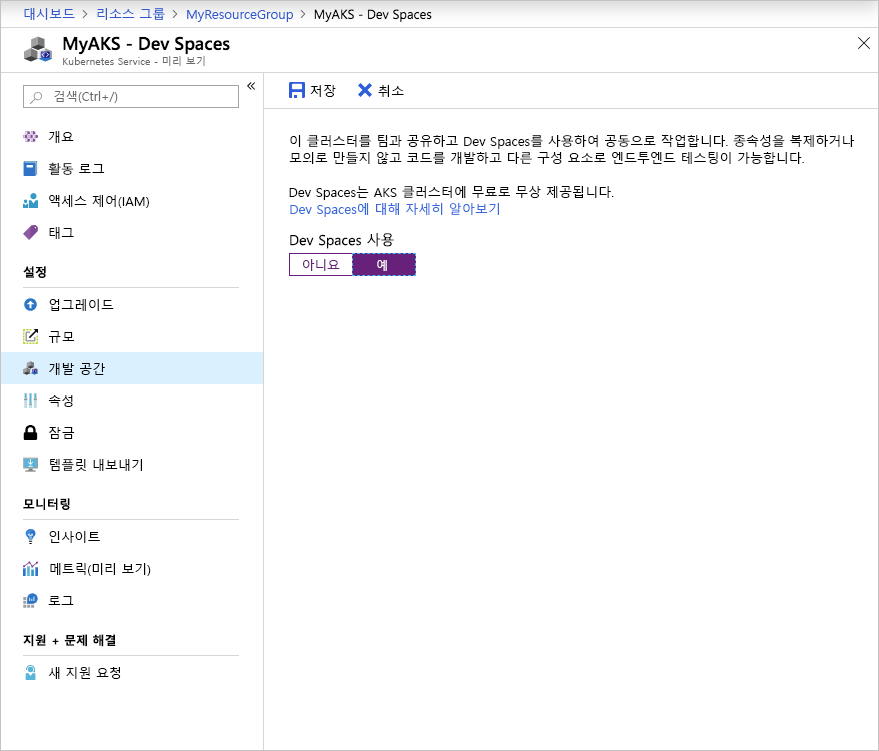 대시보드 > 리소스 그룹 > MyResourceGroup > MyAKS - Dev Spaces
MyAKS - Dev Spaces
Kubernetes Service - 미리 보기
검색(Ctrl+/)
개요
활동 로그
액세스 제어(IAM)
태그
설정
업그레이드
규모
개발 공간
속성
잠금
템플릿 내보내기
모니터링
인사이트
메트릭(미리 보기)
로그
지원 + 문제 해결
새 지원 요청
저장 취소
이 클러스터를 팀과 공유하고 Dev Spaces를 사용하여 공동으로 작업합니다. 종속성을 복제하거나
모의로 만들지 않고 코드를 개발하고 다른 구성 요소로 엔드투엔드 테스팅이 가능합니다.
Dev Spaces는 AKS 클러스터에 무료로 무상 제공됩니다.
Dev Spaces에 대해 자세히 알아보기
Dev Spaces 사용
아니요 예